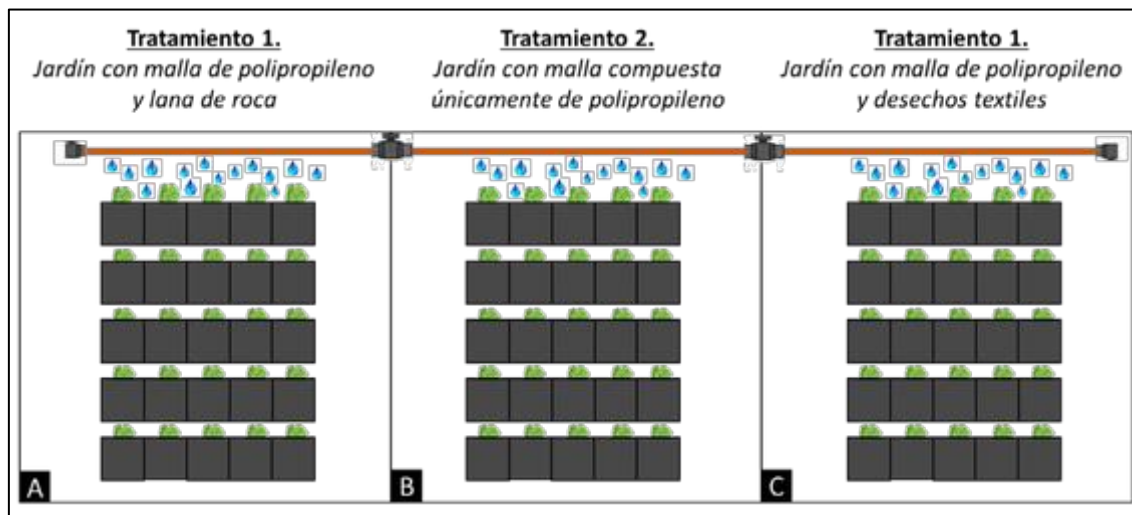 Tratamiento 1.
Jardín con malla de polipropileno
y lana de roca
Tratamiento 2.
Jardín con malla compuesta
únicamente de polipropileno
Tratamiento 1.
Jardín con malla de polipropileno
y desechos textiles
A
B
C